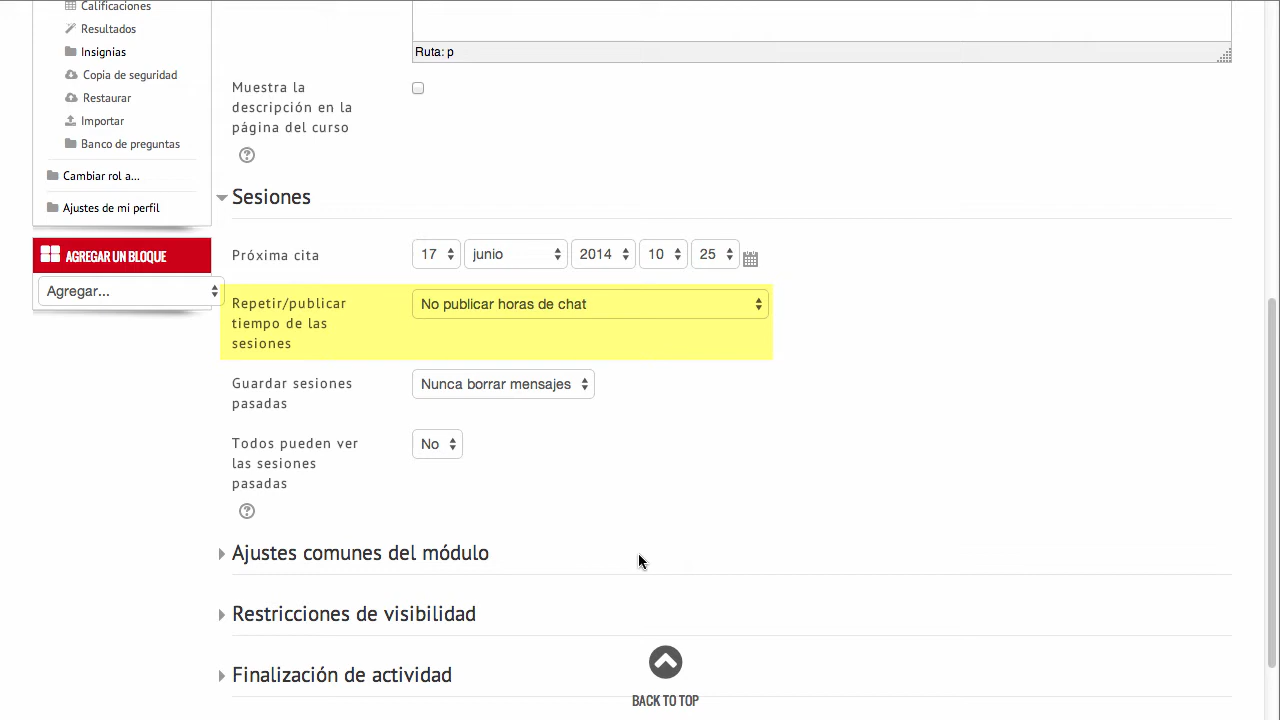 Calificaciones
Resultados
Insignias
Copia de seguridad
Restaurar
Importar
Banco de preguntas
Cambiar rol a...
Ajustes de mi perfil
AGREGAR UN BLOQUE
Agregar...
Ruta: p
Muestra la
descripción en la
página del curso
Sesiones
Próxima cita
17 junio 2014 10 25
Repetir/publicar
tiempo de las
sesiones
No publicar horas de chat
Guardar sesiones
pasadas
Nunca borrar mensajes
Todos pueden ver
las sesiones
pasadas
No
Ajustes comunes del módulo
Restricciones de visibilidad
Finalización de actividad
BACK TO TOP